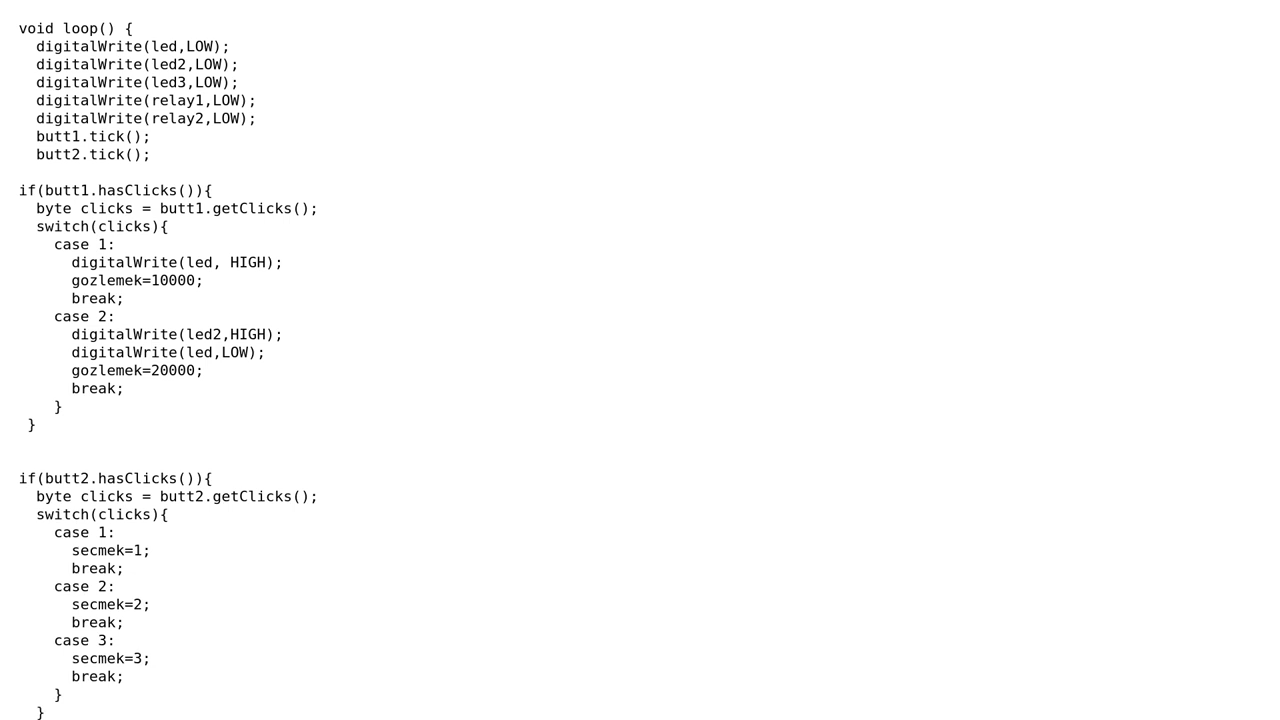 void loop() {
  digitalWrite(led,LOW);
  digitalWrite(led2,LOW);
  digitalWrite(led3,LOW);
  digitalWrite(relay1,LOW);
  digitalWrite(relay2,LOW);
  butt1.tick();
  butt2.tick();

if(butt1.hasClicks()){
  byte clicks = butt1.getClicks();
  switch(clicks){
    case 1:
      digitalWrite(led, HIGH);
      gozlemek=10000;
      break;
    case 2:
      digitalWrite(led2,HIGH);
      digitalWrite(led,LOW);
      gozlemek=20000;
      break;
    }
 }


if(butt2.hasClicks()){
  byte clicks = butt2.getClicks();
  switch(clicks){
    case 1:
      secmek=1;
      break;
    case 2:
      secmek=2;
      break;
    case 3:
      secmek=3;
      break;
    }
  }